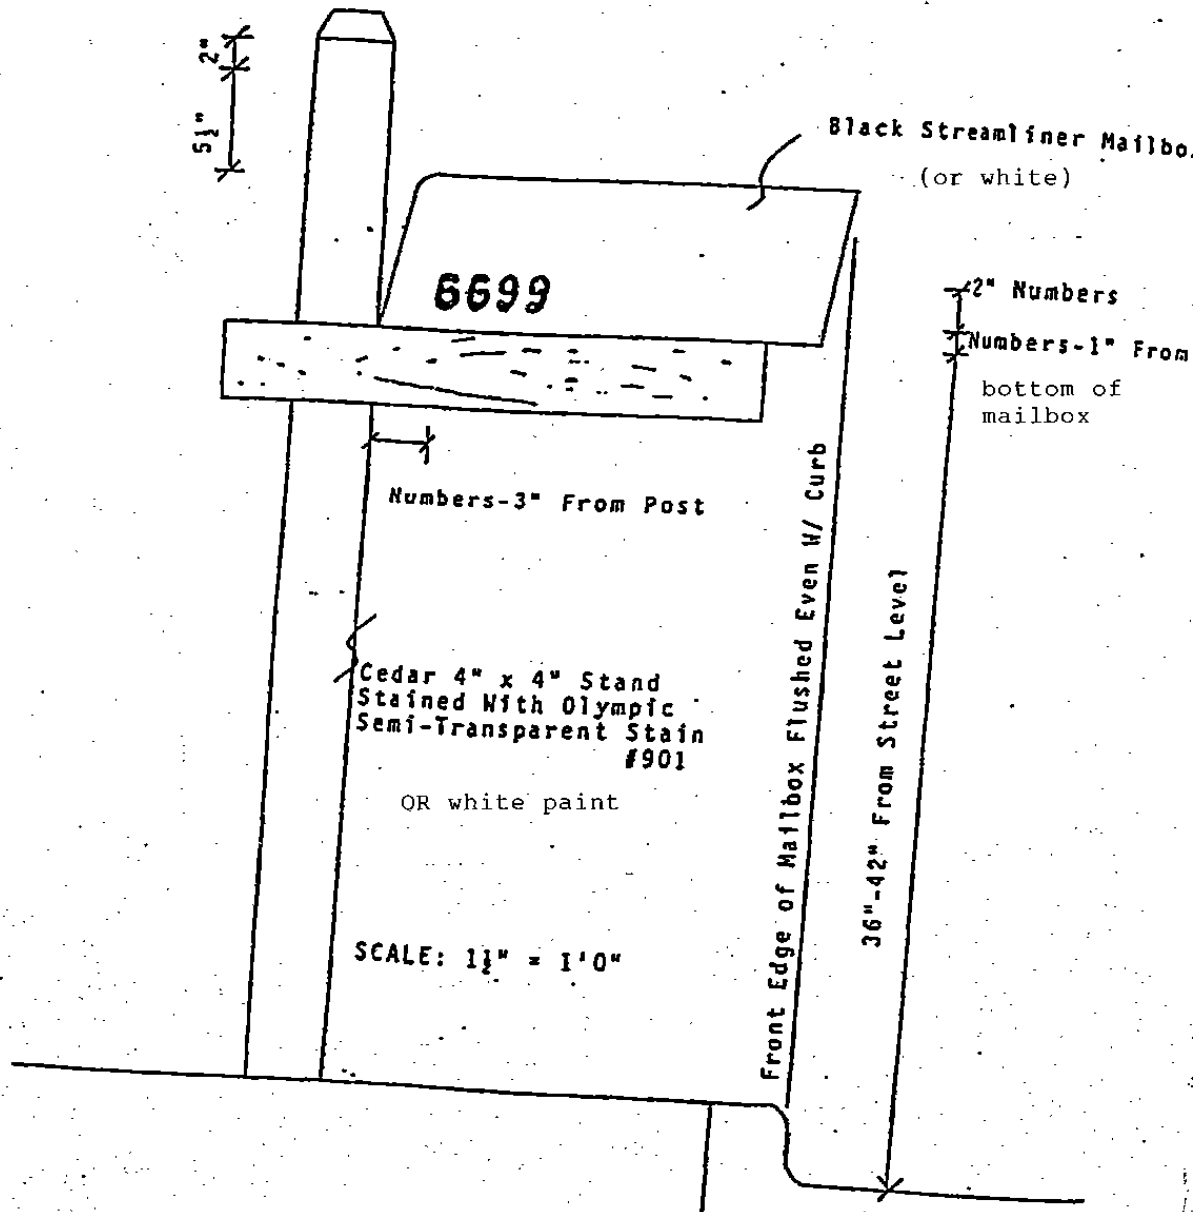 2"
5½"
Black Streamliner Mailbo
(or white)
6699
2" Numbers
Numbers-1" From
bottom of
mailbox
Numbers-3" From Post
Front Edge of Mailbox Flushed Even W/ Curb
36"-42" From Street Level
Cedar 4" x 4" Stand
Stained With Olympic
Semi-Transparent Stain
#901
OR white paint
SCALE: 1½" = 1'0"